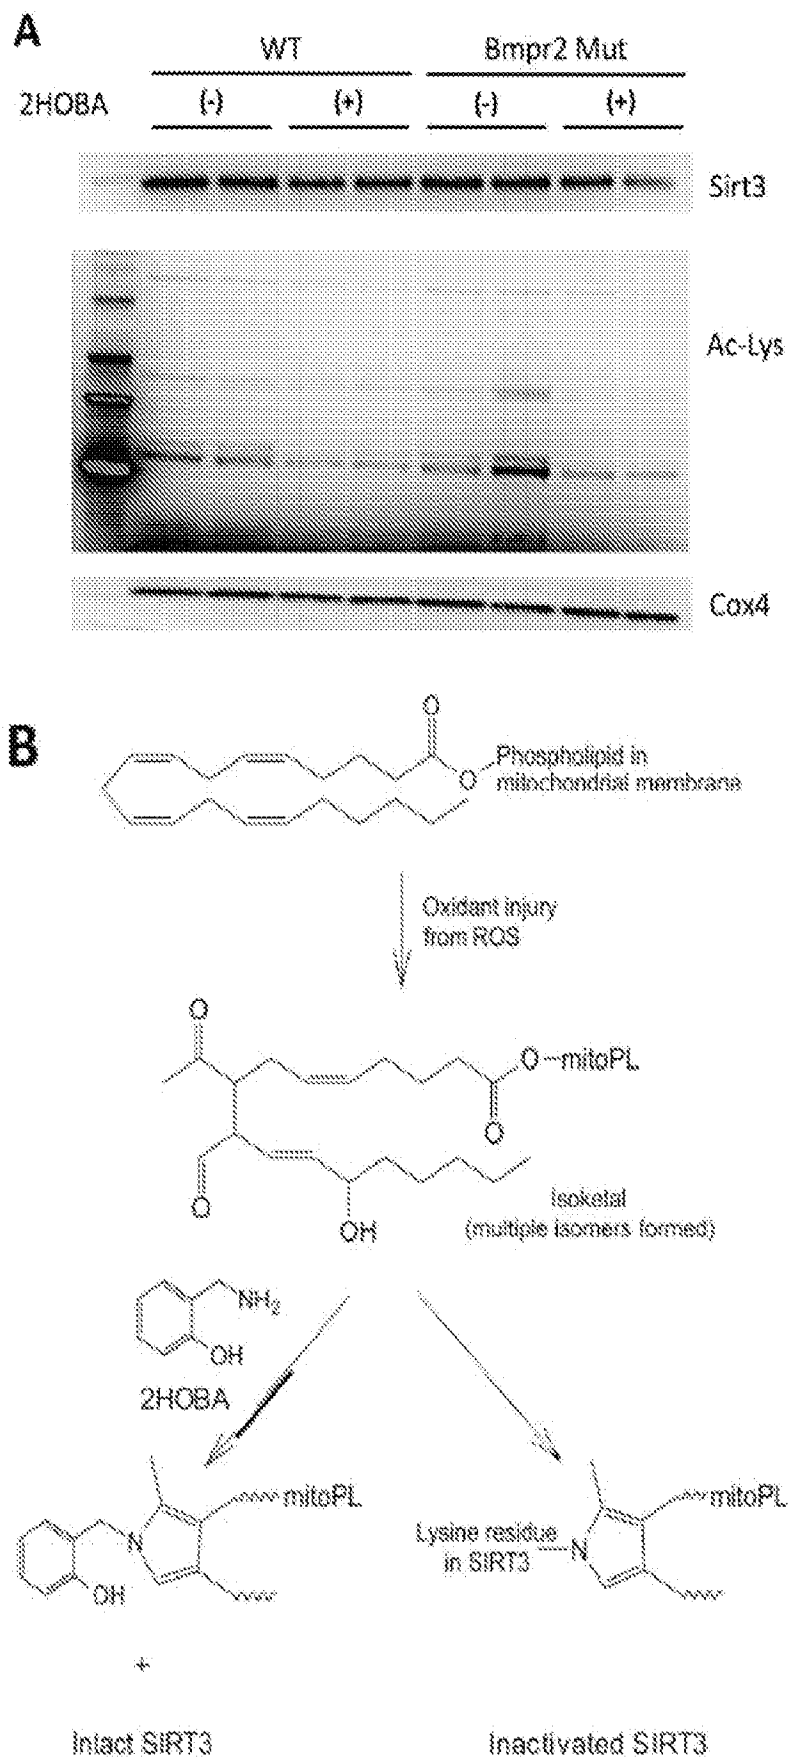 A
WT Bmpr2 Mut
2HOBA (-) (+) (-) (+)
Sirt3
Ac-Lys
Cox4
B
O
O
Phospholipid in
mitochondrial membrane
Oxidant injury
from ROS
O
O-mitoPL
O
O
OH
Isoketal
(multiple isomers formed)
NH2
OH
2HOBA
mitoPL
N
OH
mitoPL
Lysine residue
in SIRT3
N
+
Intact SIRT3
Inactivated SIRT3